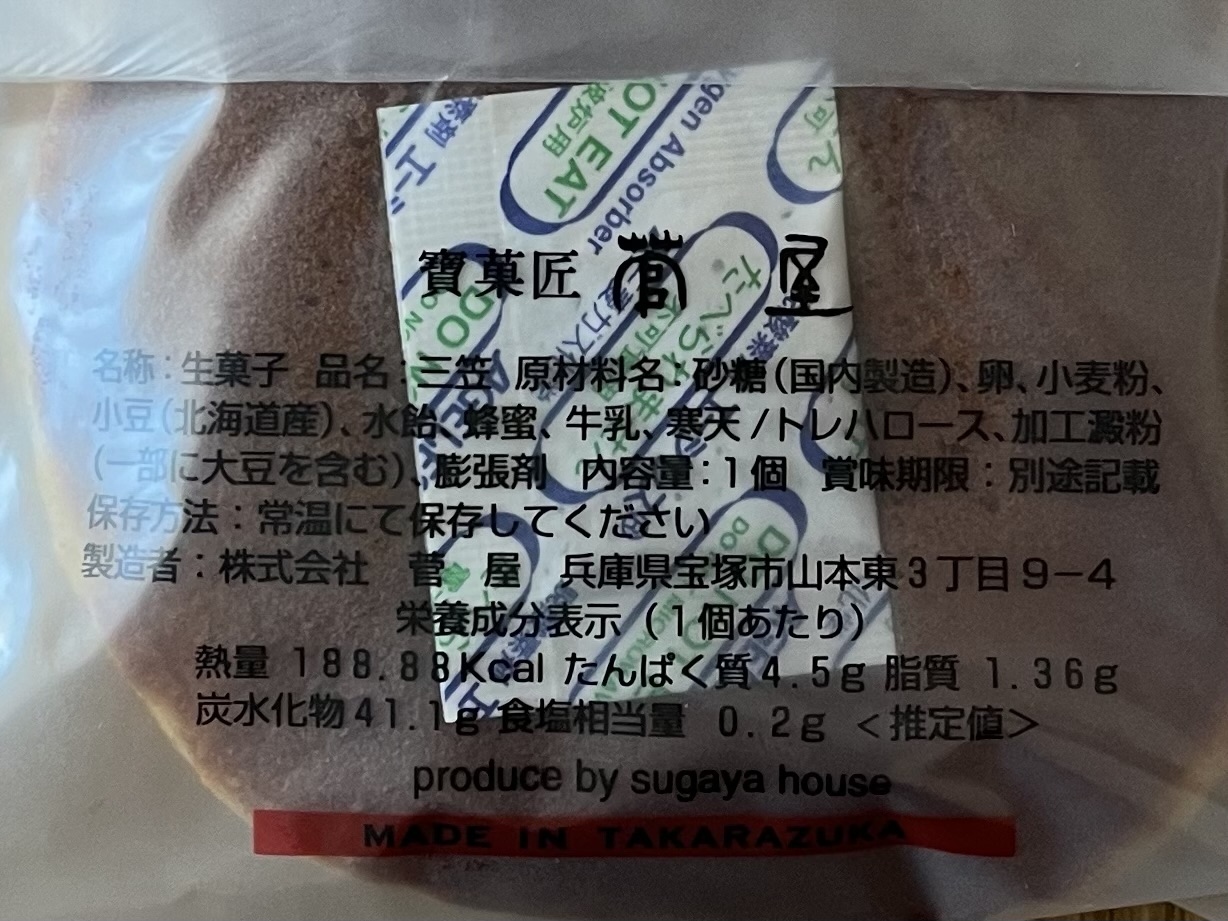 寶菓匠 菅屋
名称：生菓子 品名：三笠 原材料名：砂糖（国内製造）、卵、小麦粉、
小豆（北海道産）、水飴、蜂蜜、牛乳、寒天/トレハロース、加工澱粉
（一部に大豆を含む）、膨張剤 内容量：1個 賞味期限：別途記載
保存方法：常温にて保存してください
製造者：株式会社 菅 屋 兵庫県宝塚市山本東3丁目9−4
栄養成分表示（1個あたり）
熱量 188.88Kcal たんぱく質4.5g 脂質 1.36g
炭水化物41.1g 食塩相当量 0.2g ＜推定値＞
produce by sugaya house
MADE IN TAKARAZUKA
NOT EAT
Absorber